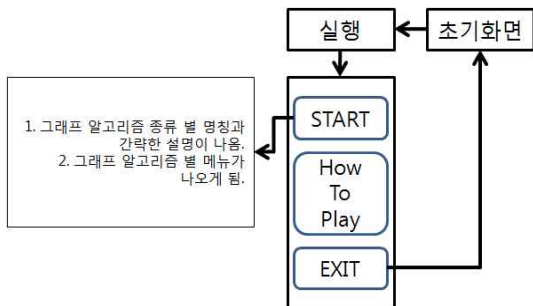 실행
초기화면
1. 그래프 알고리즘 종류 별 명칭과
간략한 설명이 나옴.
2. 그래프 알고리즘 별 메뉴가
나오게 됨.
START
How
To
Play
EXIT